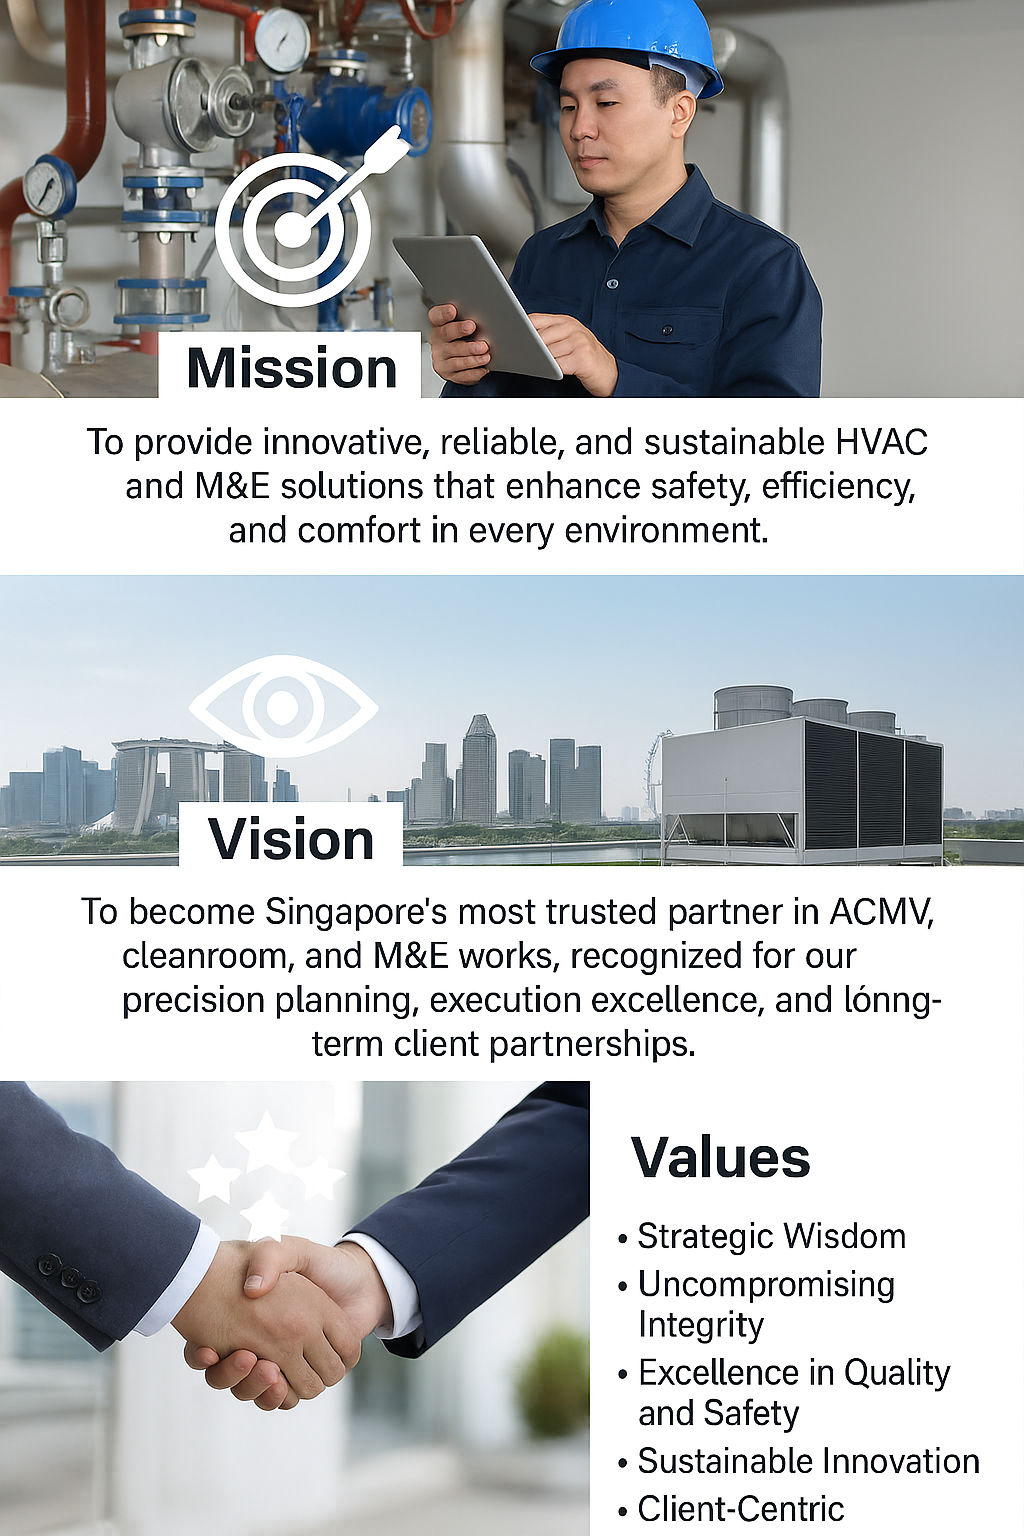 Mission
To provide innovative, reliable, and sustainable HVAC
and M&E solutions that enhance safety, efficiency,
and comfort in every environment.
Vision
To become Singapore's most trusted partner in ACMV,
cleanroom, and M&E works, recognized for our
precision planning, execution excellence, and lónng-
term client partnerships.
Values
• Strategic Wisdom
• Uncompromising
Integrity
• Excellence in Quality
and Safety
• Sustainable Innovation
• Client-Centric